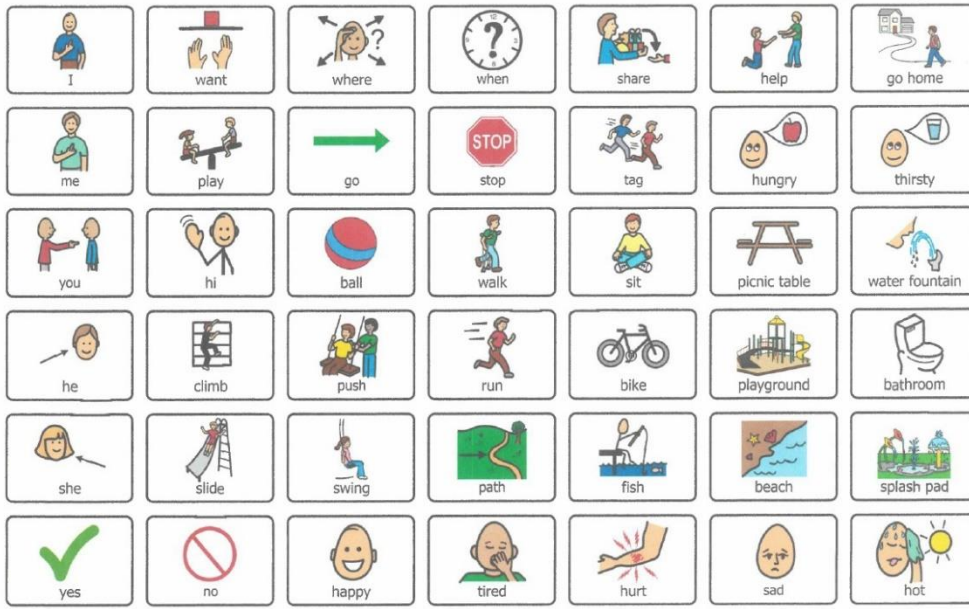 I want where when share help go home
me play go STOP stop tag hungry thirsty
you hi ball walk sit picnic table water fountain
he climb push run bike playground bathroom
she slide swing path fish beach splash pad
yes no happy tired hurt sad hot